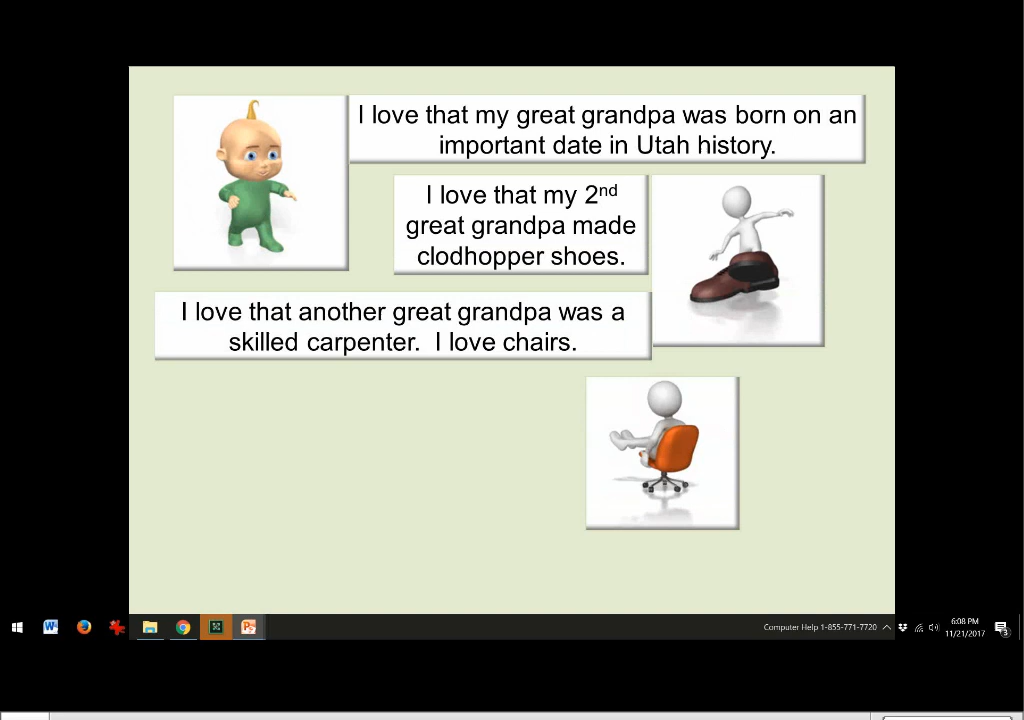 I love that my great grandpa was born on an
important date in Utah history.
I love that my 2nd
great grandpa made
clodhopper shoes.
I love that another great grandpa was a
skilled carpenter.  I love chairs.
Computer Help 1-855-771-7720
6:08 PM
11/21/2017
3